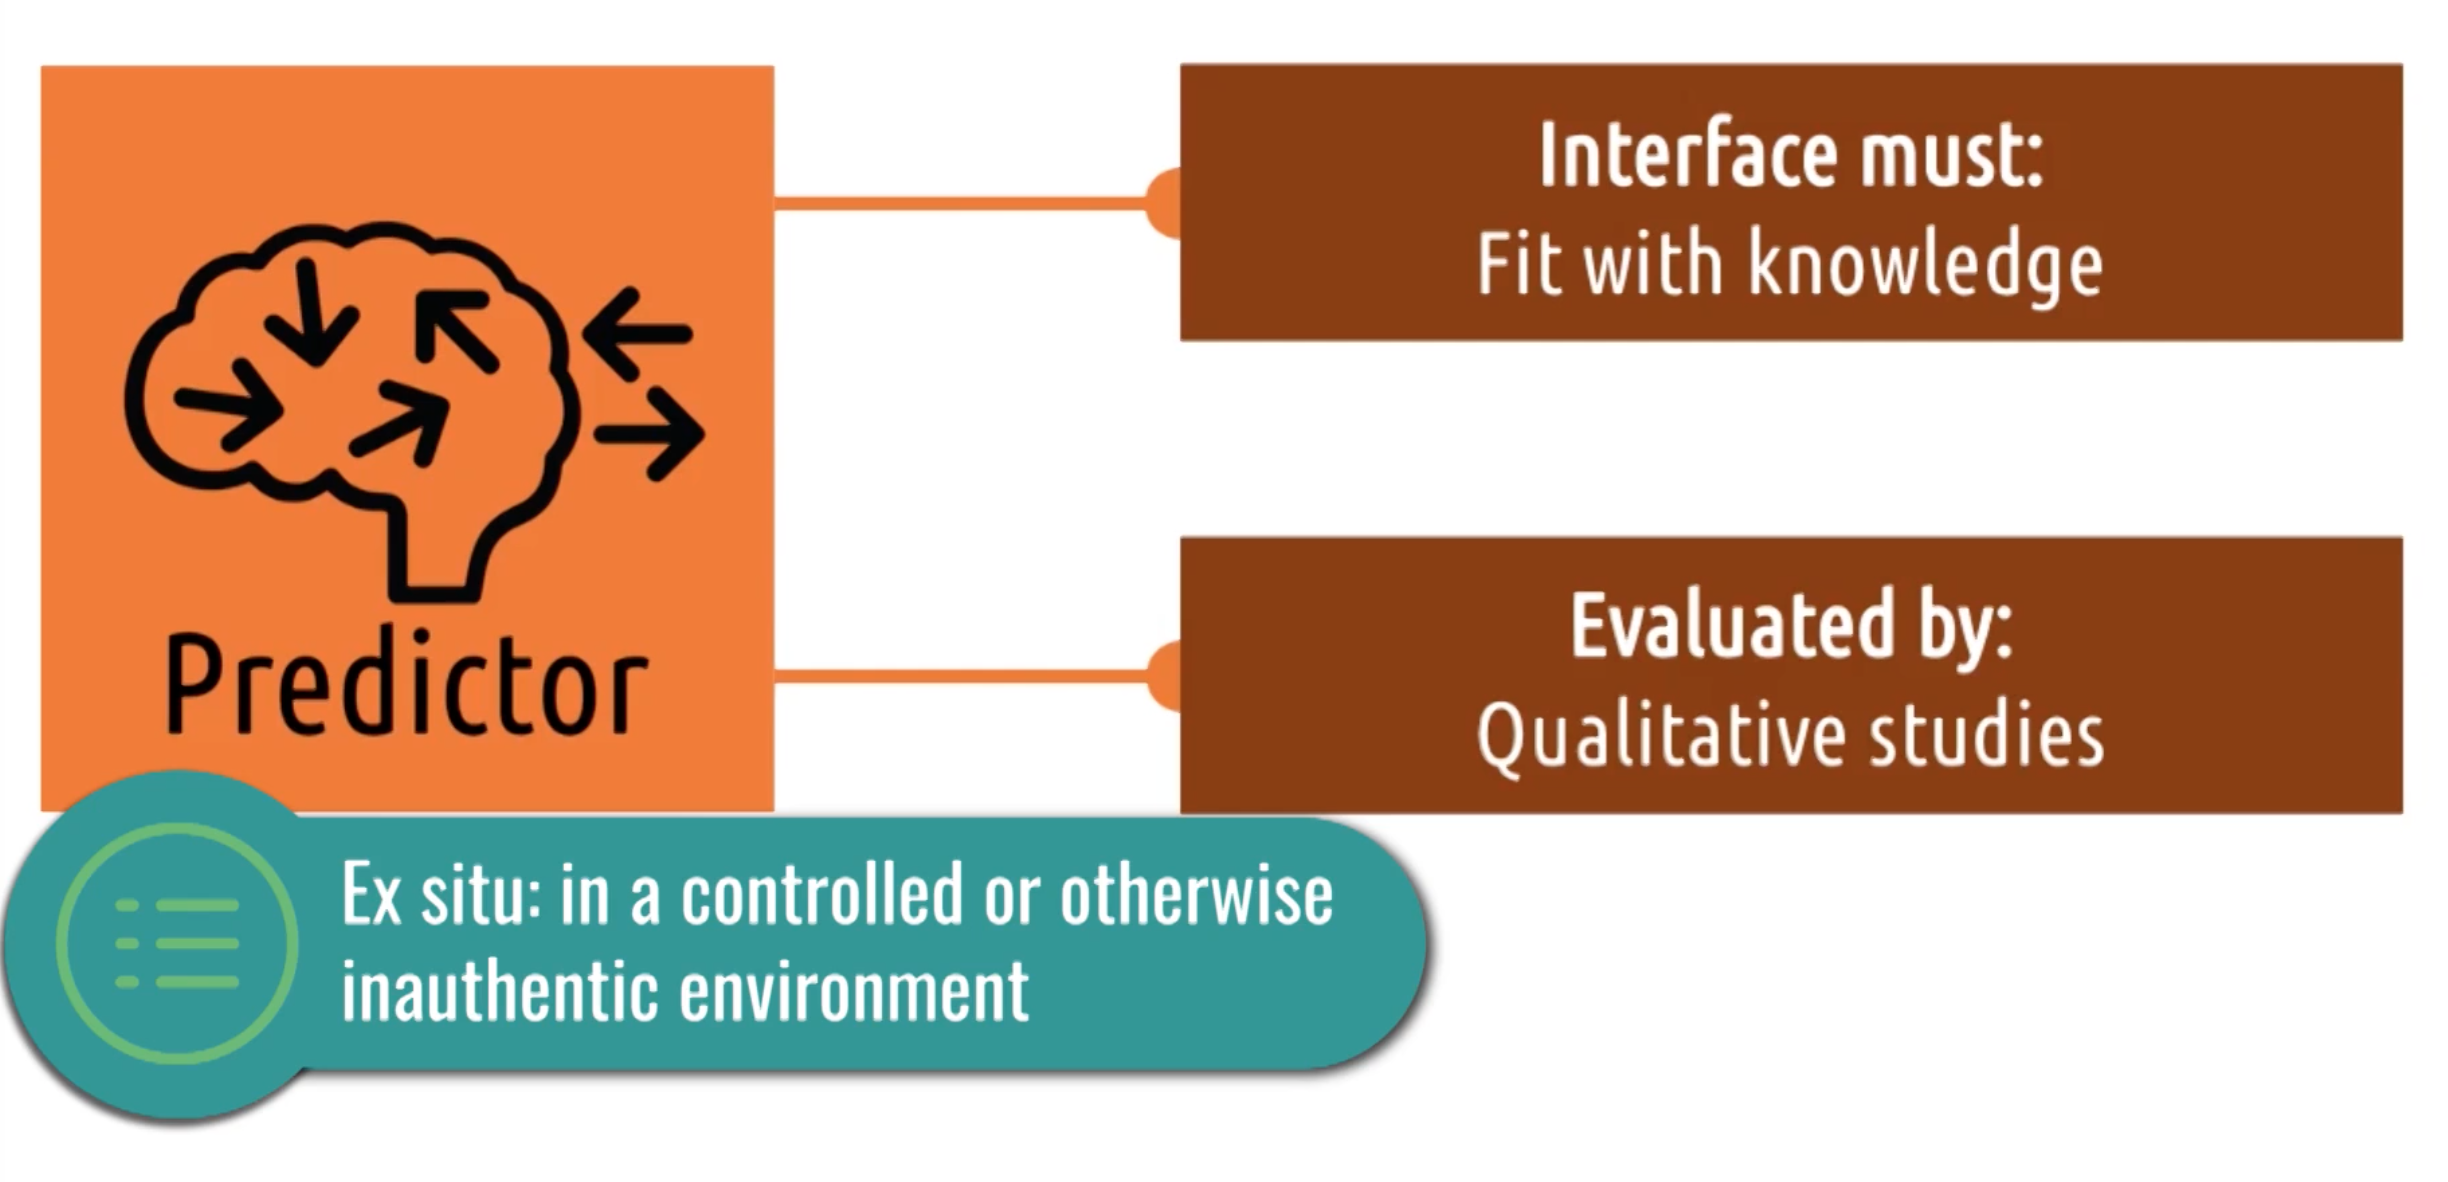 Predictor
Interface must:
Fit with knowledge
Evaluated by:
Qualitative studies
Ex situ: in a controlled or otherwise
inauthentic environment